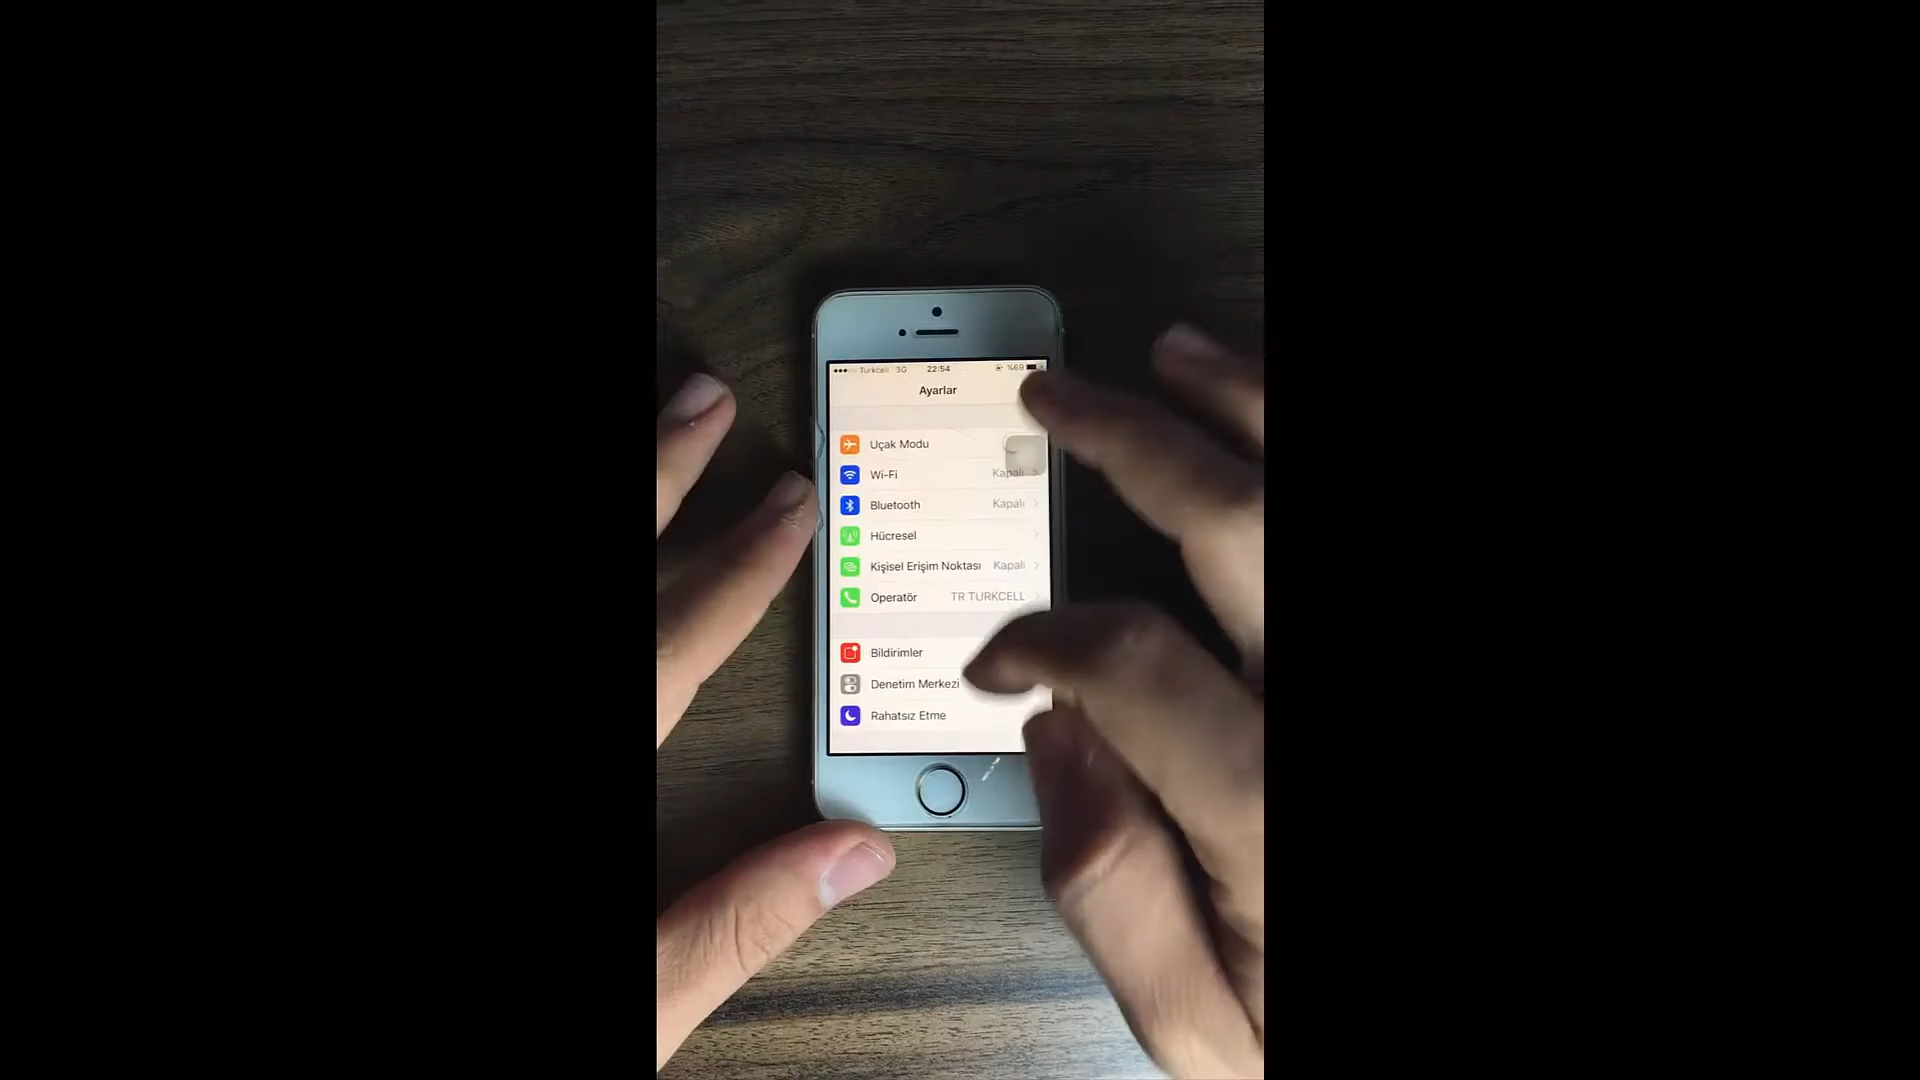 Turkcell 3G 22:54 %69
Ayarlar
Uçak Modu
Wi-Fi Kapalı
Bluetooth Kapalı
Hücresel
Kişisel Erişim Noktası Kapalı
Operatör TR TURKCELL
Bildirimler
Denetim Merkezi
Rahatsız Etme